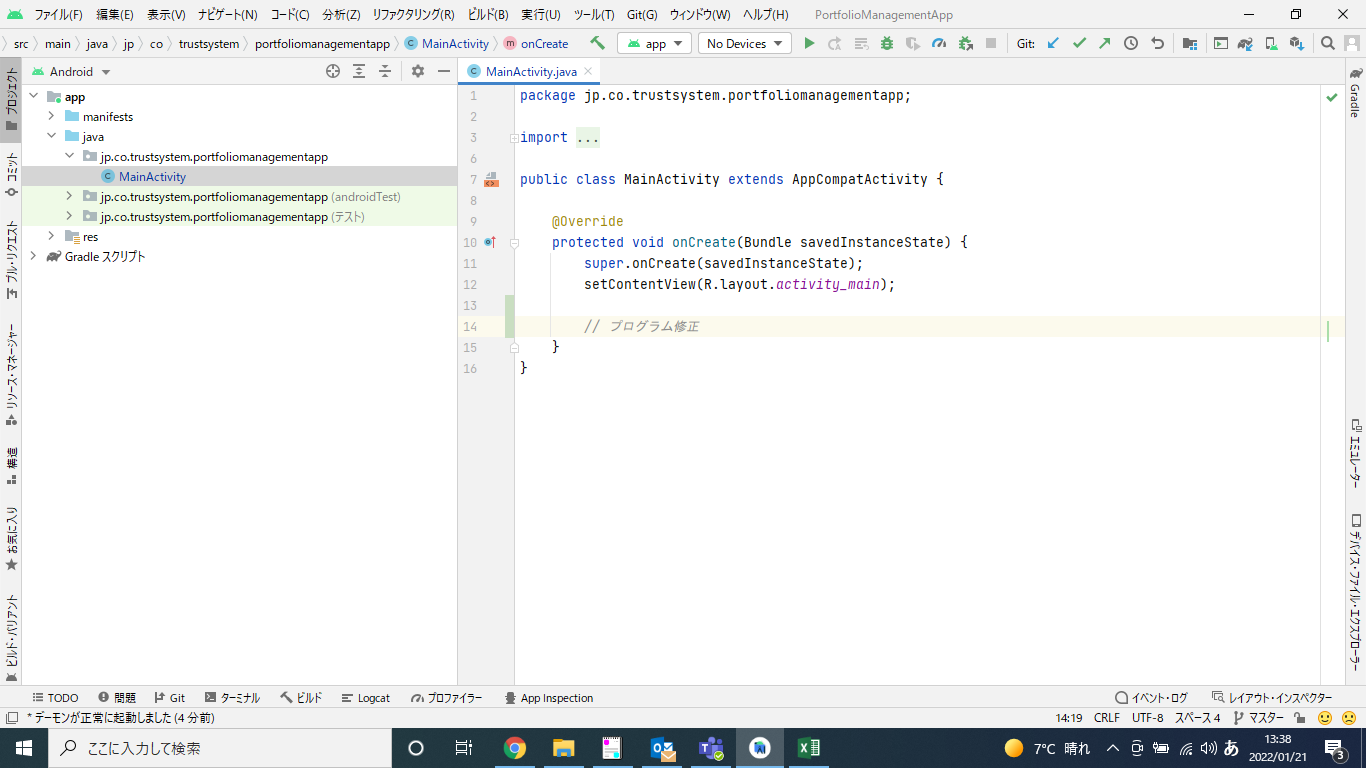 ファイル(F) 編集(E) 表示(V) ナビゲート(N) コード(C) 分析(Z) リファクタリング(R) ビルド(B) 実行(U) ツール(T) Git(G) ウィンドウ(W) ヘルプ(H) PortfolioManagementApp
src main java jp co trustsystem portfoliomanagementapp MainActivity onCreate app No Devices Git:
Android
MainActivity.java
プロジェクト
コミット
プル・リクエスト
リソース・マネージャー
構造
お気に入り
ビルド・バリアント
app
manifests
java
jp.co.trustsystem.portfoliomanagementapp
MainActivity
jp.co.trustsystem.portfoliomanagementapp (androidTest)
jp.co.trustsystem.portfoliomanagementapp (テスト)
res
Gradle スクリプト
1 package jp.co.trustsystem.portfoliomanagementapp;
2
3 import ...
6
7 public class MainActivity extends AppCompatActivity {
8
9 @Override
10 protected void onCreate(Bundle savedInstanceState) {
11 super.onCreate(savedInstanceState);
12 setContentView(R.layout.activity_main);
13
14 // プログラム修正
15 }
16 }
Gradle
エミュレーター
デバイス・ファイル・エクスプローラー
TODO 問題 Git ターミナル ビルド Logcat プロファイラー App Inspection イベント・ログ レイアウト・インスペクター
* デーモンが正常に起動しました (4 分前) 14:19 CRLF UTF-8 スペース 4 マスター
ここに入力して検索 7℃ 晴れ あ 13:38
2022/01/21 3